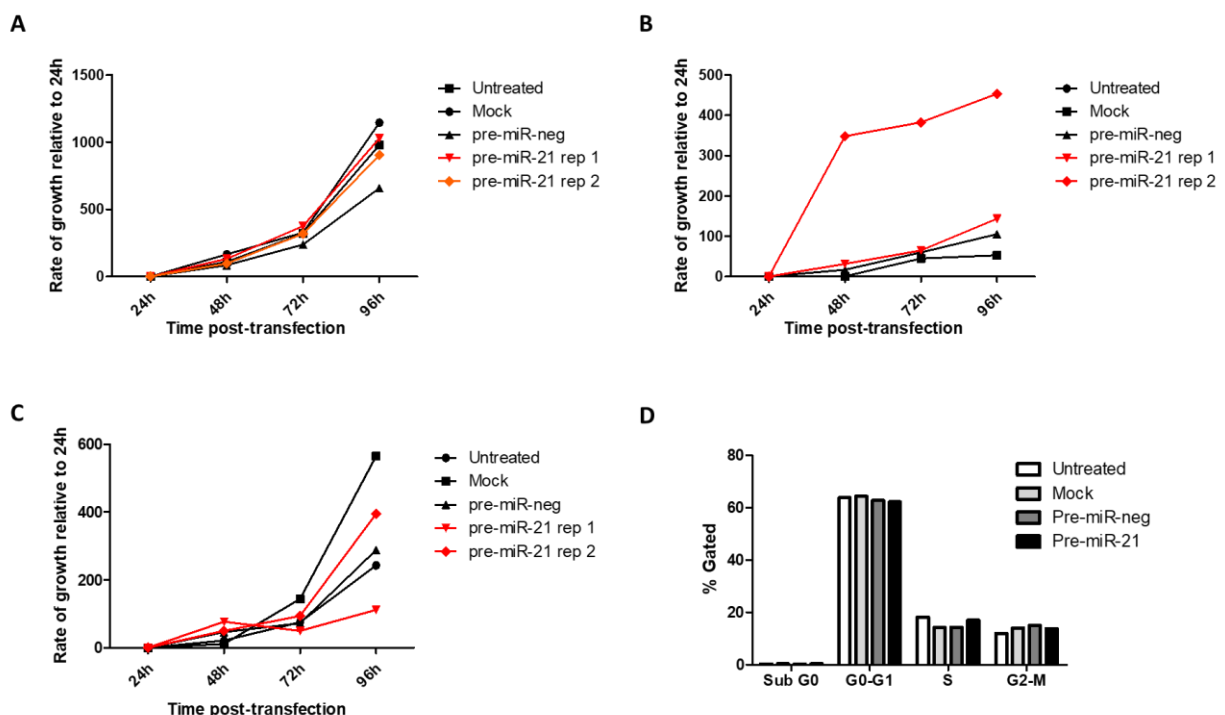 A
Rate of growth relative to 24h
1500
1000
500
0
24h
48h
72h
96h
Time post-transfection
Untreated
Mock
pre-miR-neg
pre-miR-21 rep 1
pre-miR-21 rep 2
B
Rate of growth relative to 24h
500
400
300
200
100
0
24h
48h
72h
96h
Time post-transfection
Untreated
Mock
pre-miR-neg
pre-miR-21 rep 1
pre-miR-21 rep 2
C
Rate of growth relative to 24h
600
400
200
0
24h
48h
72h
96h
Time post-transfection
Untreated
Mock
pre-miR-neg
pre-miR-21 rep 1
pre-miR-21 rep 2
D
% Gated
80
60
40
20
0
Sub G0
G0-G1
S
G2-M
Untreated
Mock
Pre-miR-neg
Pre-miR-21